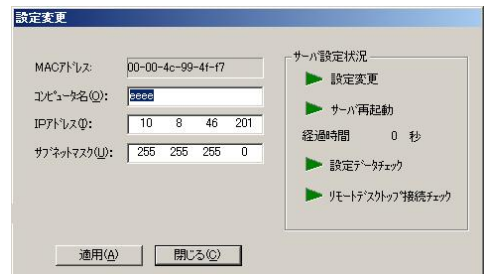 設定変更
MACｱﾄﾞﾚｽ: 00-00-4c-99-4f-f7
ｺﾝﾋﾟｭｰﾀ名(O): eeee
IPｱﾄﾞﾚｽ(I): 10 8 46 201
ｻﾌﾞﾈｯﾄﾏｽｸ(U): 255 255 255 0
適用(A) 閉じる(C)
サーバ設定状況
設定変更
サーバ再起動
経過時間 0 秒
設定ﾃﾞｰﾀﾁｪｯｸ
ﾘﾓｰﾄﾃﾞｽｸﾄｯﾌﾟ接続ﾁｪｯｸ